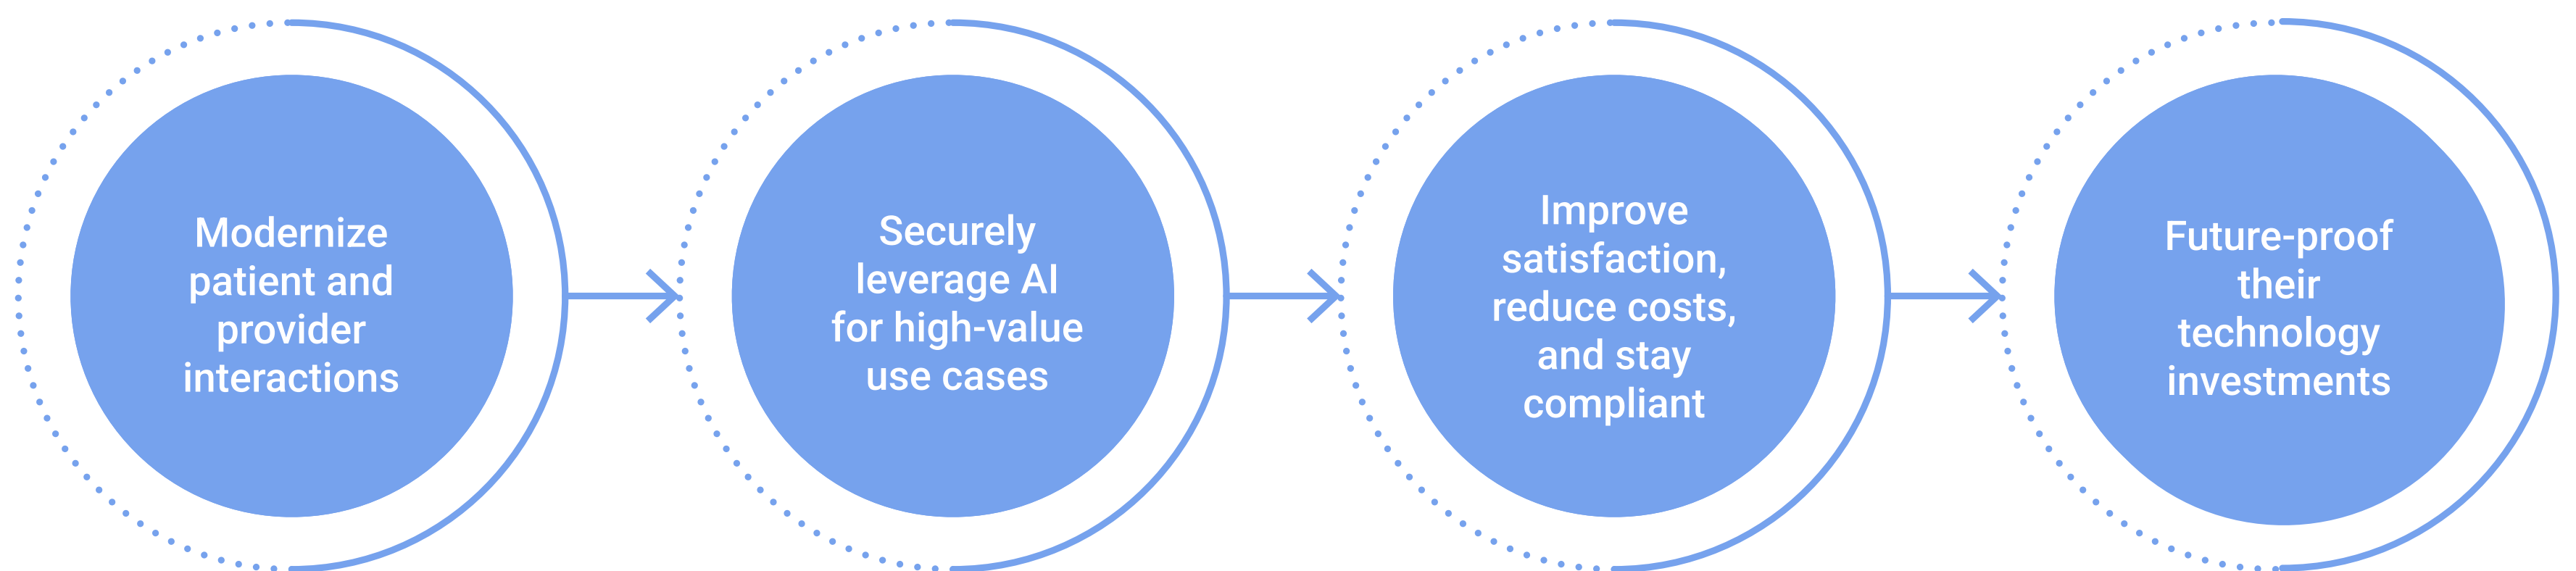 Modernize
patient and
provider
interactions
Securely
leverage AI
for high-value
use cases
Improve
satisfaction,
reduce costs,
and stay
compliant
Future-proof
their
technology
investments